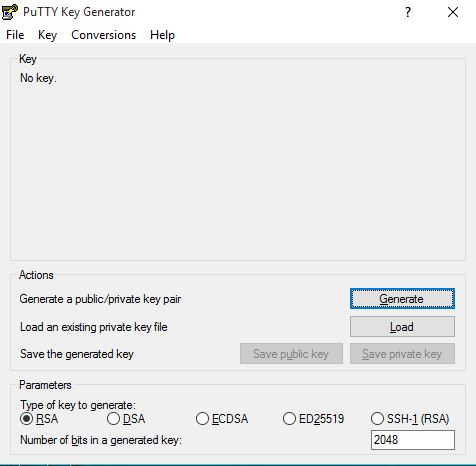 PuTTY Key Generator ? X
File Key Conversions Help
Key
No key.
Actions
Generate a public/private key pair Generate
Load an existing private key file Load
Save the generated key Save public key Save private key
Parameters
Type of key to generate:
RSA DSA ECDSA ED25519 SSH-1 (RSA)
Number of bits in a generated key: 2048